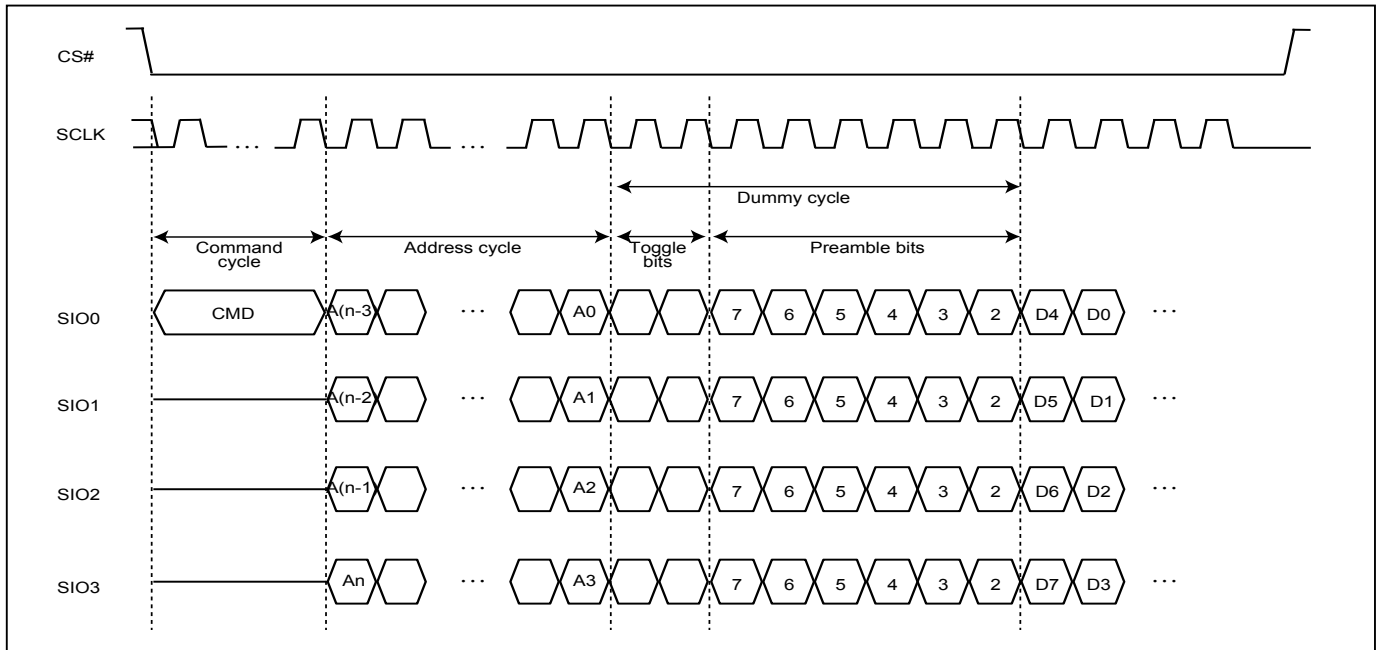 CS#
SCLK ... ...
Dummy cycle
Command cycle
Address cycle
Toggle bits
Preamble bits
SIO0 CMD A(n-3) ... A0 7 6 5 4 3 2 D4 D0 ...
SIO1 A(n-2) ... A1 7 6 5 4 3 2 D5 D1 ...
SIO2 A(n-1) ... A2 7 6 5 4 3 2 D6 D2 ...
SIO3 An ... A3 7 6 5 4 3 2 D7 D3 ...